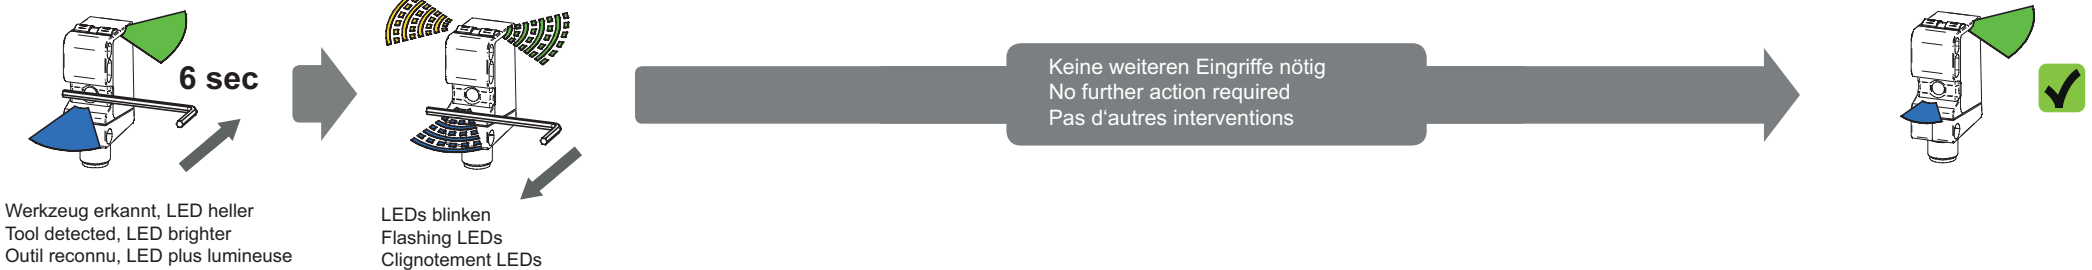 6 sec
Werkzeug erkannt, LED heller
Tool detected, LED brighter
Outil reconnu, LED plus lumineuse
LEDs blinken
Flashing LEDs
Clignotement LEDs
Keine weiteren Eingriffe nötig
No further action required
Pas d‘autres interventions